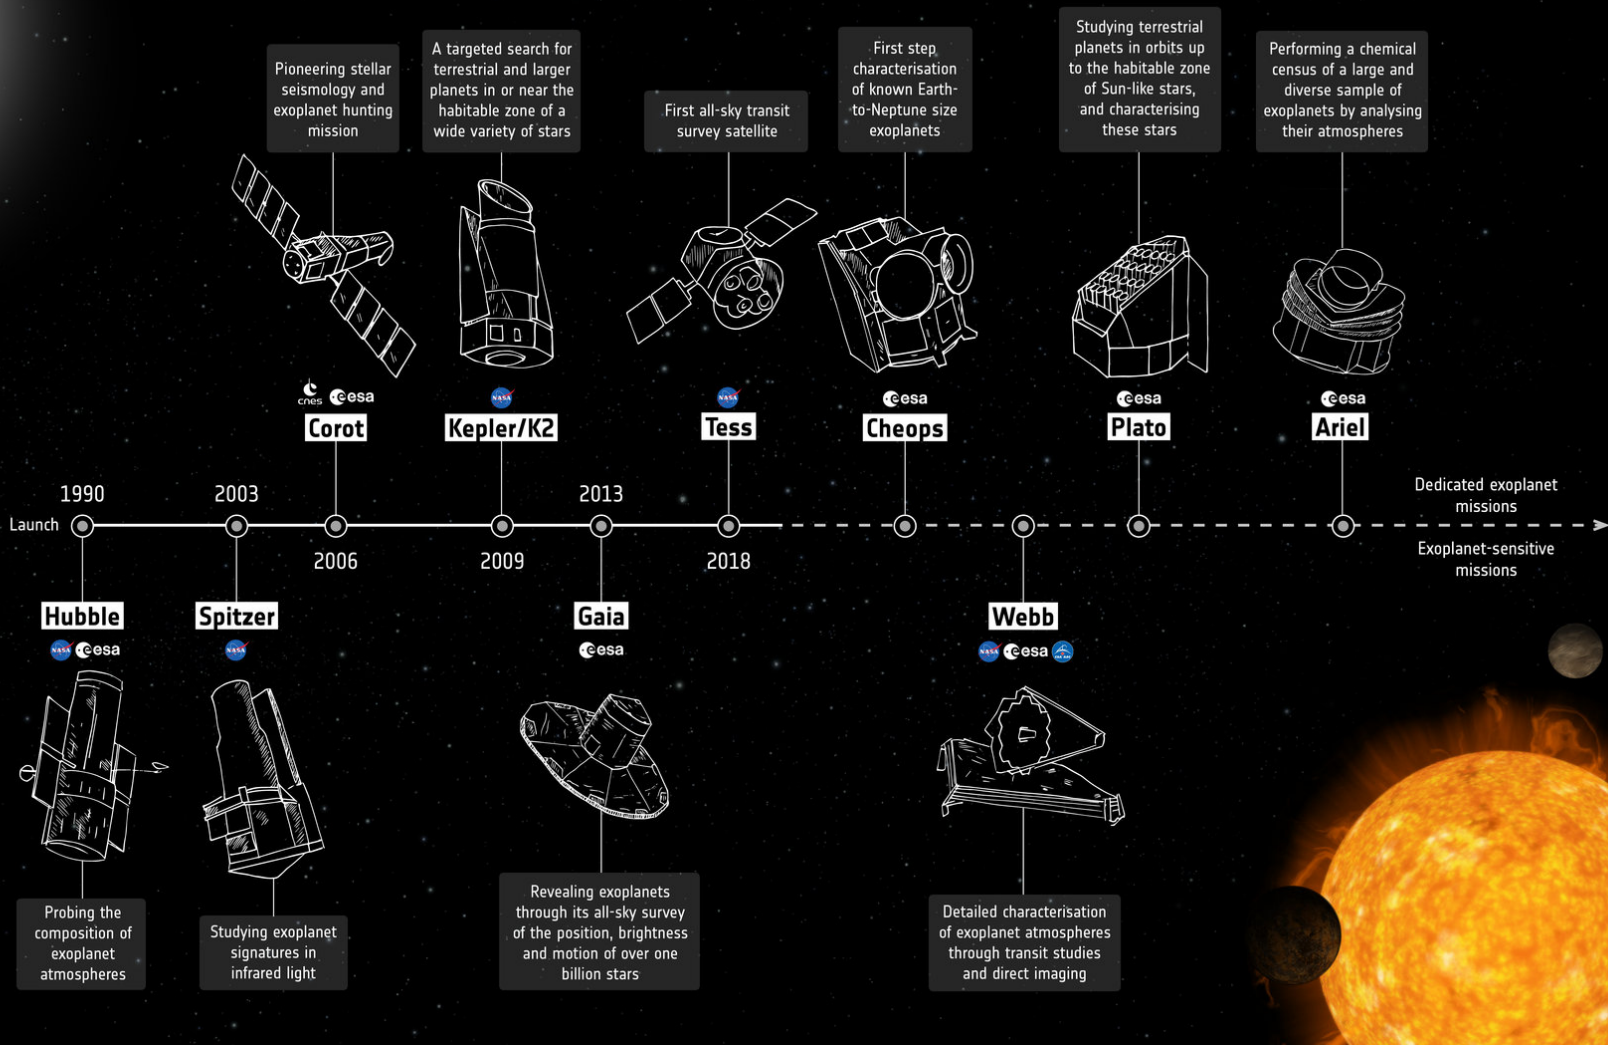 Pioneering stellar
seismology and
exoplanet hunting
mission
A targeted search for
terrestrial and larger
planets in or near the
habitable zone of a
wide variety of stars
First all-sky transit
survey satellite
First step
characterisation
of known Earth-
to-Neptune size
exoplanets
Studying terrestrial
planets in orbits up
to the habitable zone
of Sun-like stars,
and characterising
these stars
Performing a chemical
census of a large and
diverse sample of
exoplanets by analysing
their atmospheres
cnes esa
Corot
NASA
Kepler/K2
NASA
Tess
esa
Cheops
esa
Plato
esa
Ariel
1990
2003
2013
Launch
2006
2009
2018
Dedicated exoplanet
missions
Exoplanet-sensitive
missions
Hubble
NASA esa
Spitzer
NASA
Gaia
esa
Webb
NASA esa
Probing the
composition of
exoplanet
atmospheres
Studying exoplanet
signatures in
infrared light
Revealing exoplanets
through its all-sky survey
of the position, brightness
and motion of over one
billion stars
Detailed characterisation
of exoplanet atmospheres
through transit studies
and direct imaging